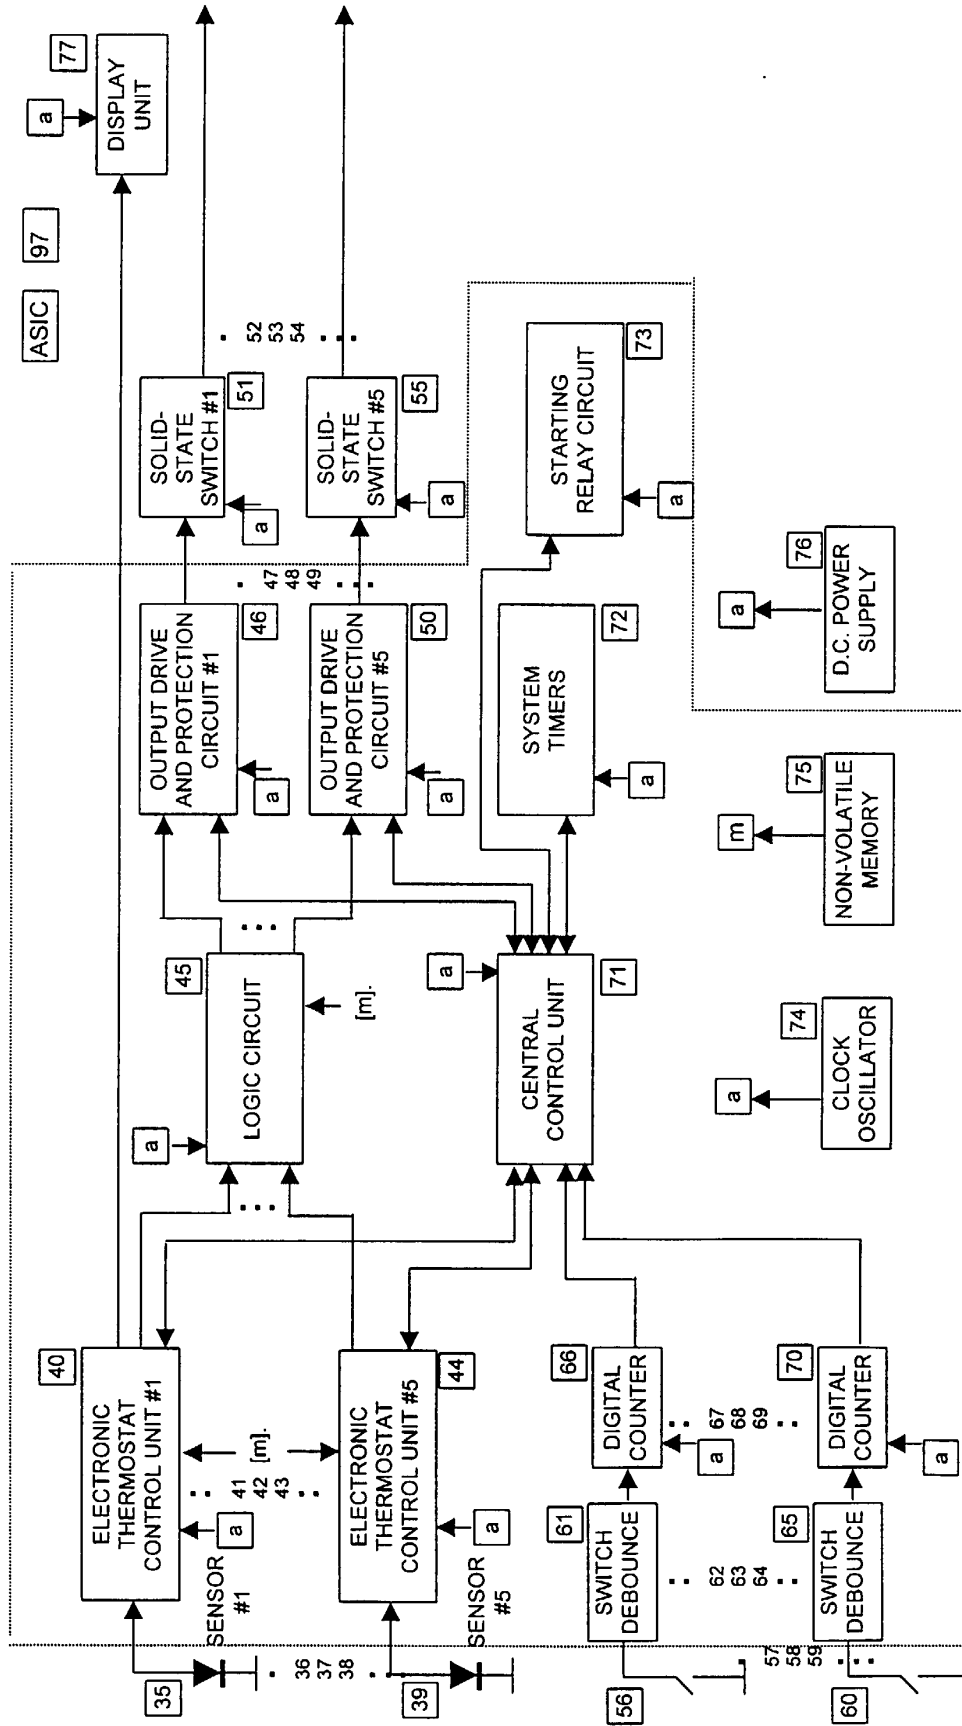 ASIC
97
77
a
DISPLAY
UNIT
40
ELECTRONIC
THERMOSTAT
CONTROL UNIT #1
a
35
SENSOR
#1
36
37
38
41
42
43
[m].
44
ELECTRONIC
THERMOSTAT
CONTROL UNIT #5
a
39
SENSOR
#5
45
a
LOGIC CIRCUIT
[m].
46
OUTPUT DRIVE
AND PROTECTION
CIRCUIT #1
a
47
48
49
50
OUTPUT DRIVE
AND PROTECTION
CIRCUIT #5
a
51
SOLID-
STATE
SWITCH #1
a
52
53
54
55
SOLID-
STATE
SWITCH #5
a
56
61
SWITCH
DEBOUNCE
66
DIGITAL
COUNTER
a
57
58
59
62
63
64
67
68
69
60
65
SWITCH
DEBOUNCE
70
DIGITAL
COUNTER
a
a
CENTRAL
CONTROL UNIT
71
SYSTEM
TIMERS
72
a
STARTING
RELAY CIRCUIT
73
a
a
74
CLOCK
OSCILLATOR
m
75
NON-VOLATILE
MEMORY
a
76
D.C. POWER
SUPPLY